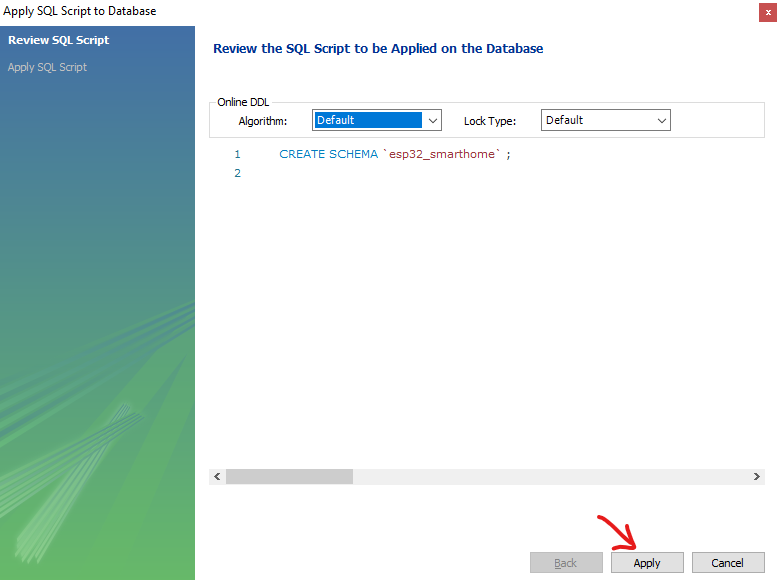 Apply SQL Script to Database
x
Review SQL Script
Apply SQL Script
Review the SQL Script to be Applied on the Database
Online DDL
Algorithm: Default Lock Type: Default
1 CREATE SCHEMA `esp32_smarthome` ;
2
Back Apply Cancel